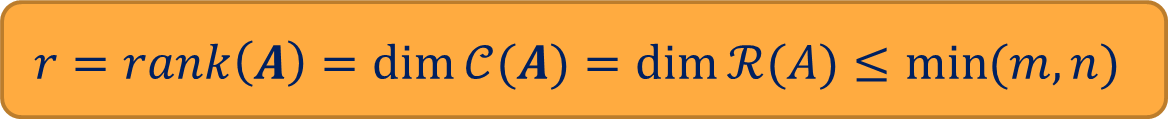 r = rank(A) = dim 𝒞(A) = dim ℛ(A) ≤ min(m, n)